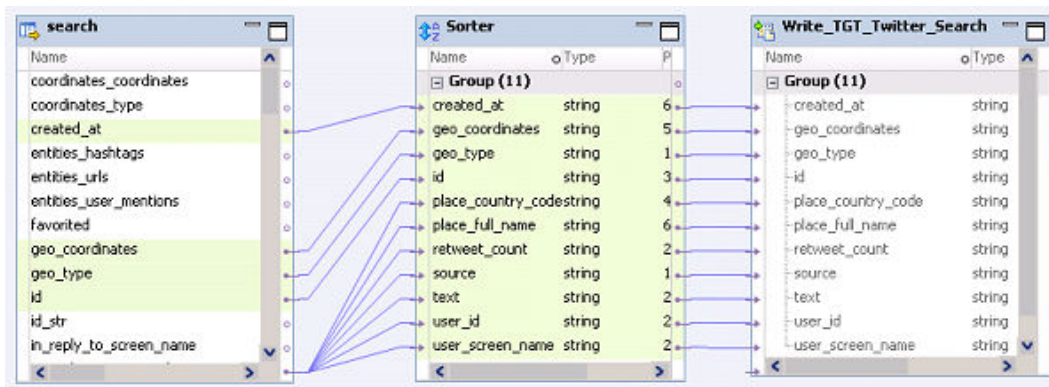 search
Name
coordinates_coordinates
coordinates_type
created_at
entities_hashtags
entities_urls
entities_user_mentions
favorited
geo_coordinates
geo_type
id
id_str
in_reply_to_screen_name
Sorter
Name Type P
Group (11)
created_at string 6
geo_coordinates string 5
geo_type string 1
id string 3
place_country_code string 4
place_full_name string 6
retweet_count string 2
source string 1
text string 2
user_id string 2
user_screen_name string 2
Write_TGT_Twitter_Search
Name Type
Group (11)
created_at string
geo_coordinates string
geo_type string
id string
place_country_code string
place_full_name string
retweet_count string
source string
text string
user_id string
user_screen_name string